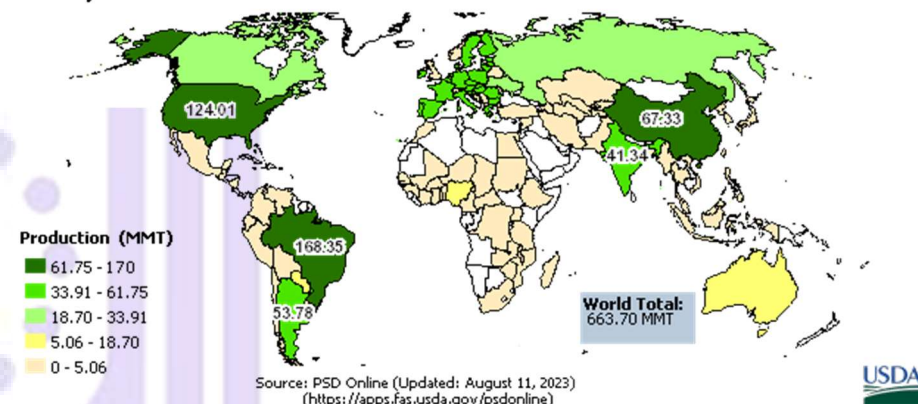 124.01
67.33
41.34
168.35
53.78
Production (MMT)
61.75 - 170
33.91 - 61.75
18.70 - 33.91
5.06 - 18.70
0 - 5.06
World Total:
663.70 MMT
Source: PSD Online (Updated: August 11, 2023)
(https://apps.fas.usda.gov/psdonline)
USDA